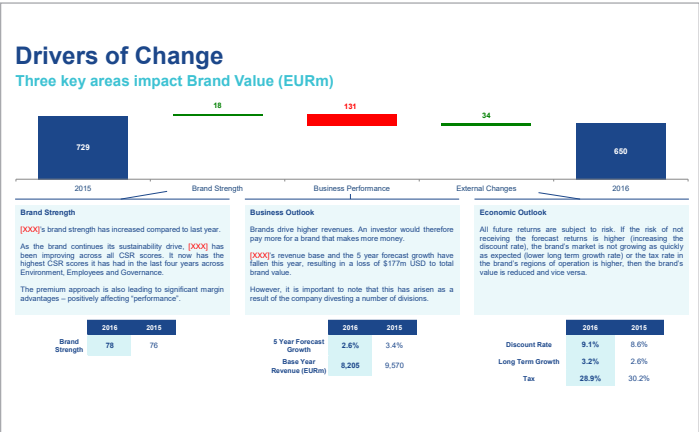 Drivers of Change
Three key areas impact Brand Value (EURm)
729
18
131
34
650
2015
Brand Strength
Business Performance
External Changes
2016
Brand Strength
[XXX]'s brand strength has increased compared to last year.
As the brand continues its sustainability drive, [XXX] has
been improving across all CSR scores. It now has the
highest CSR scores it has had in the last four years across
Environment, Employees and Governance.
The premium approach is also leading to significant margin
advantages – positively affecting “performance”.
2016 2015
Brand
Strength
78 76
Business Outlook
Brands drive higher revenues. An investor would therefore
pay more for a brand that makes more money.
[XXX]'s revenue base and the 5 year forecast growth have
fallen this year, resulting in a loss of $177m USD to total
brand value.
However, it is important to note that this has arisen as a
result of the company divesting a number of divisions.
2016 2015
5 Year Forecast
Growth
2.6% 3.4%
Base Year
Revenue (EURm)
8,205 9,570
Economic Outlook
All future returns are subject to risk. If the risk of not
receiving the forecast returns is higher (increasing the
discount rate), the brand's market is not growing as quickly
as expected (lower long term growth rate) or the tax rate in
the brand's regions of operation is higher, then the brand's
value is reduced and vice versa.
2016 2015
Discount Rate 9.1% 8.6%
Long Term Growth 3.2% 2.6%
Tax 28.9% 30.2%